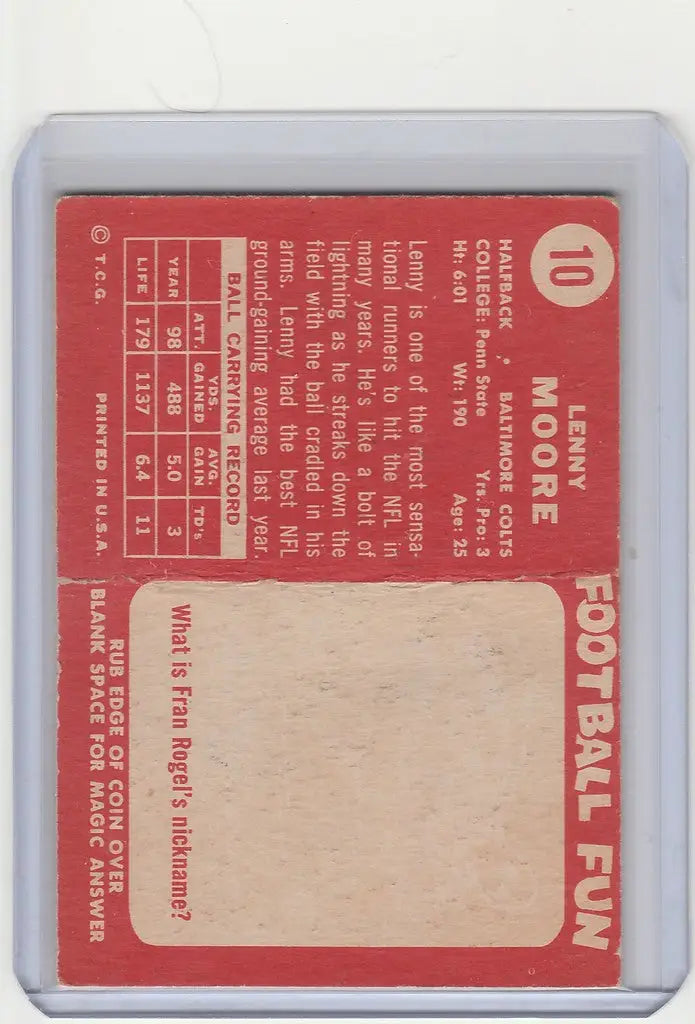 10
LENNY
MOORE
HALFBACK BALTIMORE COLTS
COLLEGE: Penn State Yrs. Pro: 3
Ht: 6:01 Wt: 190 Age: 25
Lenny is one of the most sensa-
tional runners to hit the NFL in
many years. He's like a bolt of
lightning as he streaks down the
field with the ball cradled in his
arms. Lenny had the best NFL
ground-gaining average last year.
BALL CARRYING RECORD
ATT. YDS. GAINED AVG. GAIN TD's
YEAR 98 488 5.0 3
LIFE 179 1137 6.4 11
© T.C.G. PRINTED IN U.S.A.
FOOTBALL FUN
What is Fran Rogel's nickname?
RUB EDGE OF COIN OVER
BLANK SPACE FOR MAGIC ANSWER